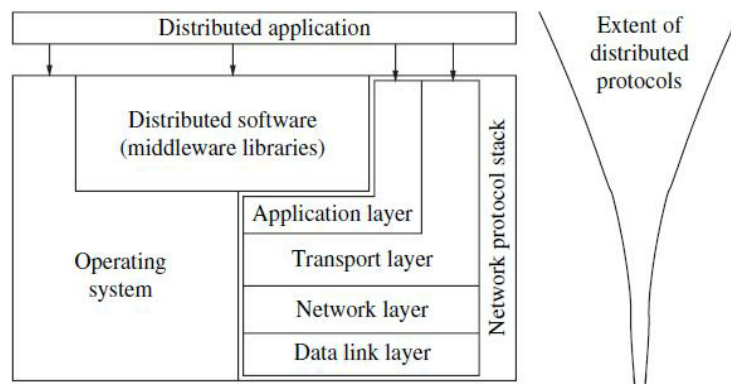 Distributed application
Extent of
distributed
protocols
Distributed software
(middleware libraries)
Network protocol stack
Application layer
Operating
system
Transport layer
Network layer
Data link layer